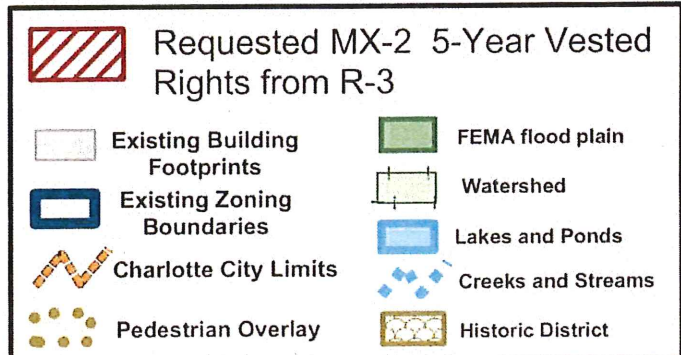 Requested MX-2 5-Year Vested
Rights from R-3
Existing Building
Footprints
Existing Zoning
Boundaries
Charlotte City Limits
Pedestrian Overlay
FEMA flood plain
Watershed
Lakes and Ponds
Creeks and Streams
Historic District